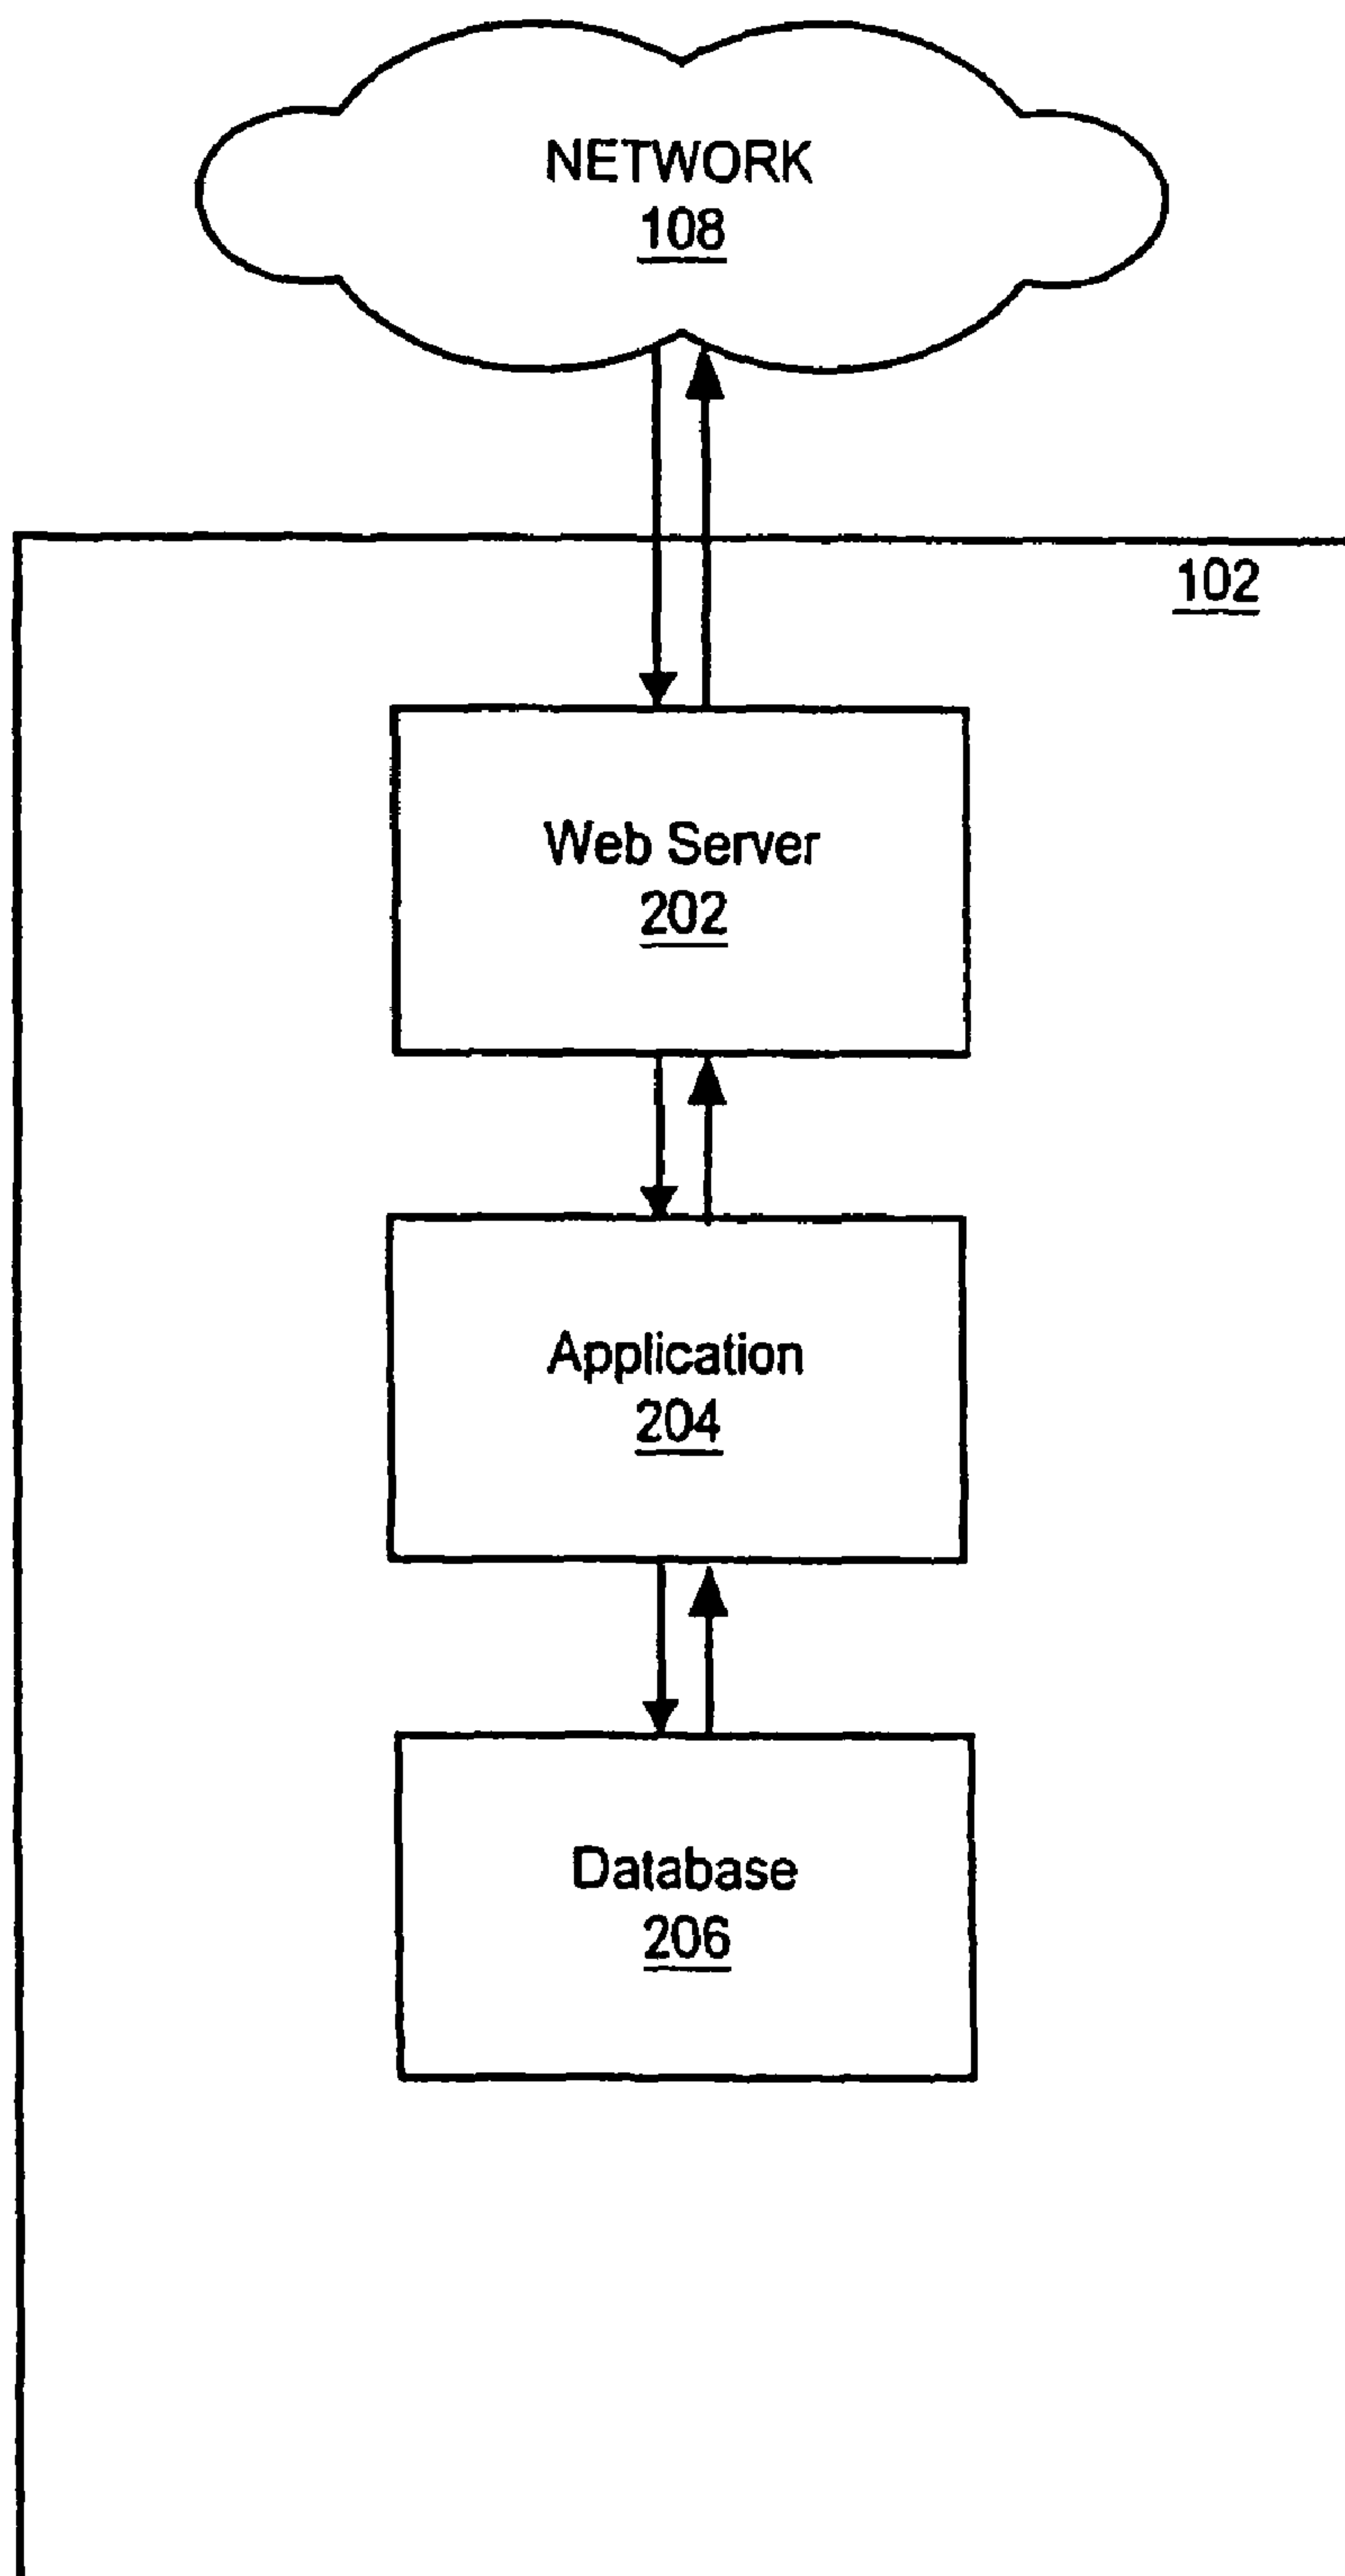 NETWORK
108
102
Web Server
202
Application
204
Database
206